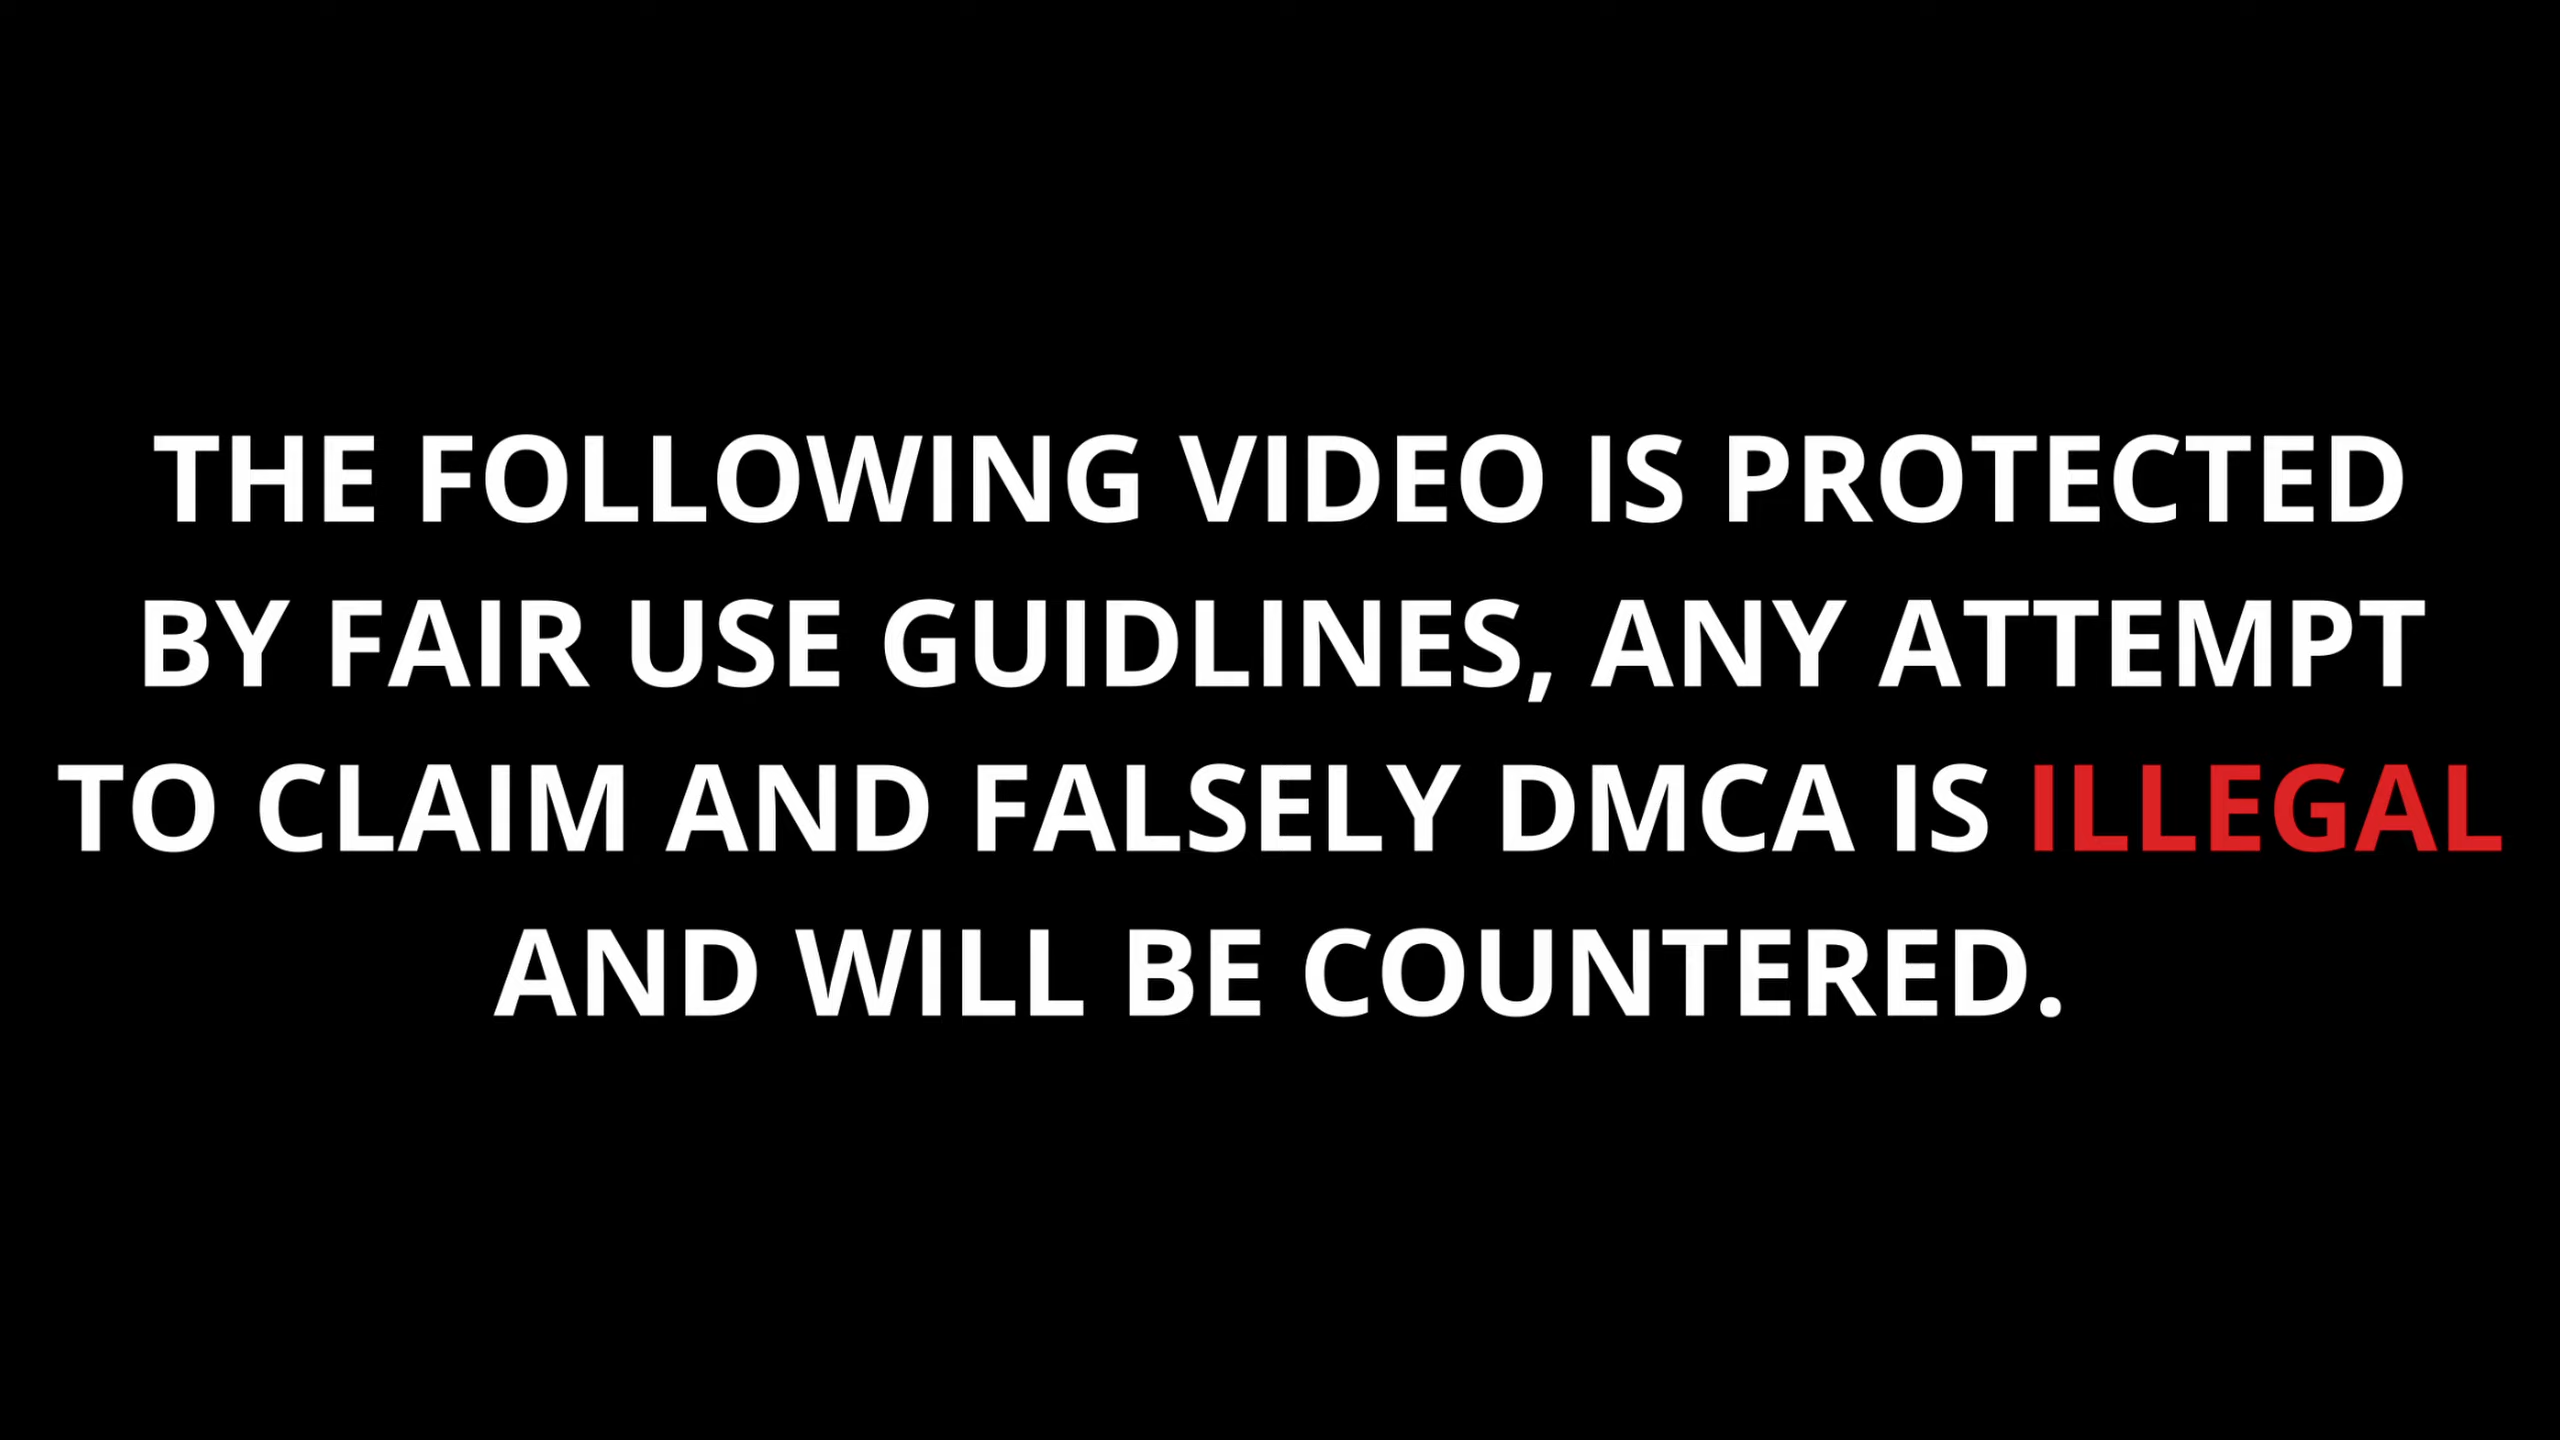 THE FOLLOWING VIDEO IS PROTECTED
BY FAIR USE GUIDLINES, ANY ATTEMPT
TO CLAIM AND FALSELY DMCA IS ILLEGAL
AND WILL BE COUNTERED.